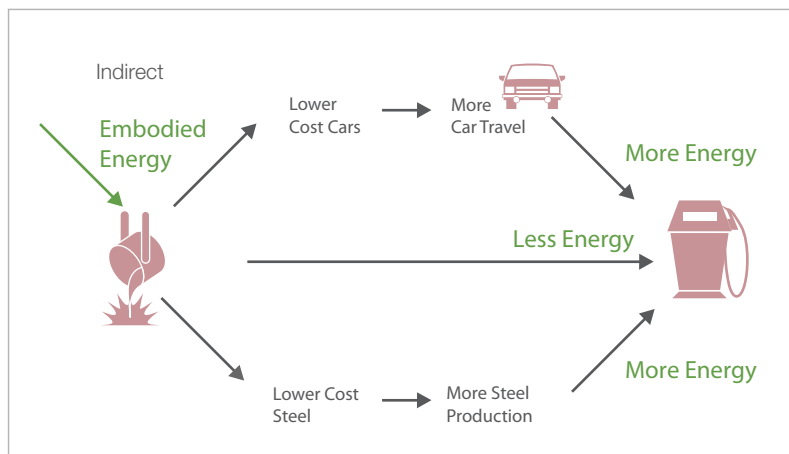 Indirect
Embodied
Energy
Lower
Cost Cars
More
Car Travel
More Energy
Less Energy
More Energy
Lower Cost
Steel
More Steel
Production